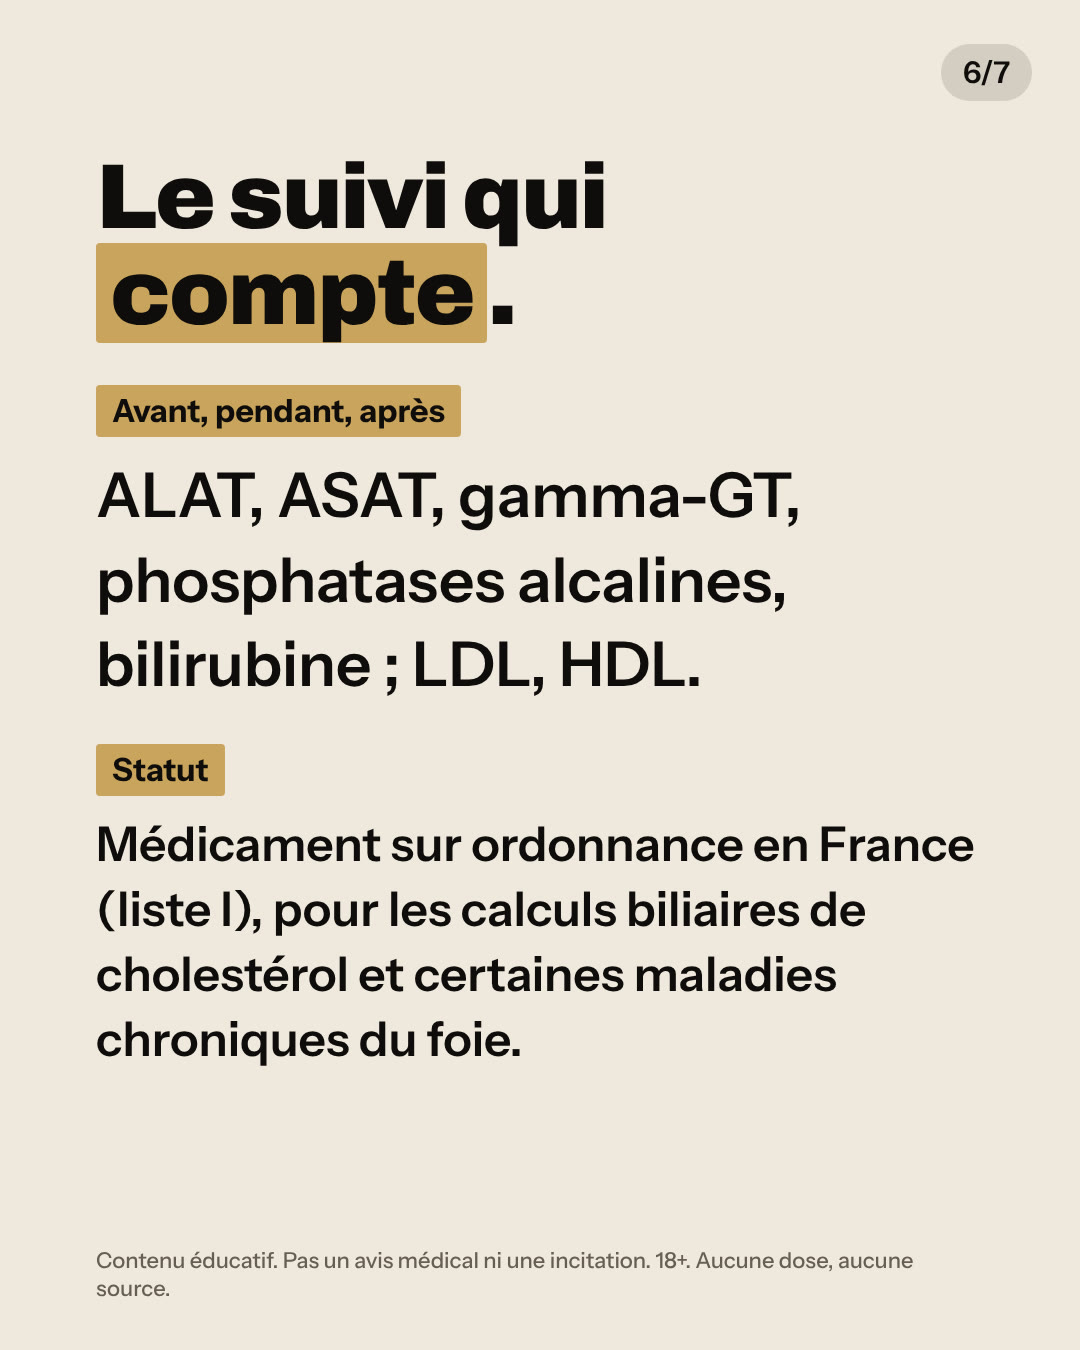 6/7
Le suivi qui
compte.
Avant, pendant, après
ALAT, ASAT, gamma-GT,
phosphatases alcalines,
bilirubine ; LDL, HDL.
Statut
Médicament sur ordonnance en France
(liste I), pour les calculs biliaires de
cholestérol et certaines maladies
chroniques du foie.
Contenu éducatif. Pas un avis médical ni une incitation. 18+. Aucune dose, aucune
source.